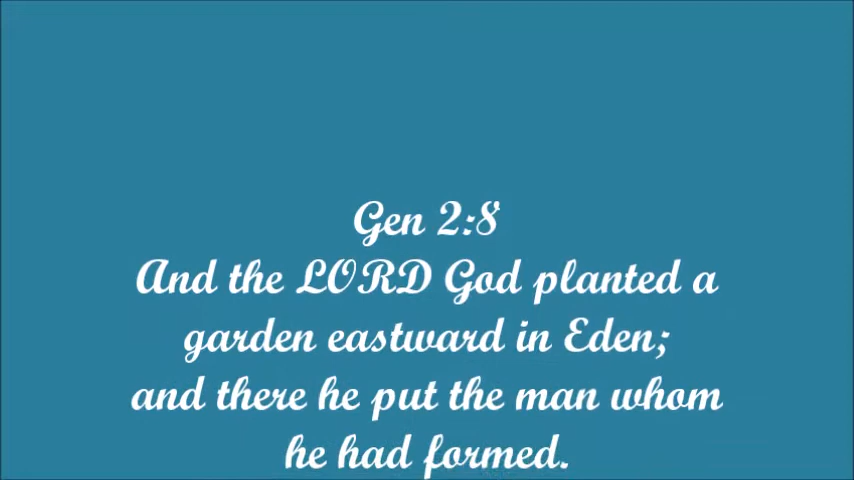 Gen 2:8
And the LORD God planted a
garden eastward in Eden;
and there he put the man whom
he had formed.